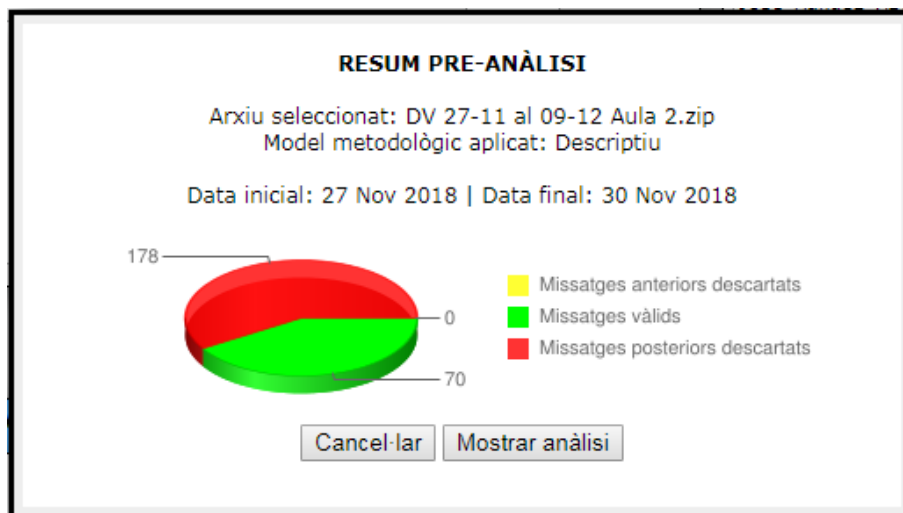 RESUM PRE-ANÀLISI
Arxiu seleccionat: DV 27-11 al 09-12 Aula 2.zip
Model metodològic aplicat: Descriptiu
Data inicial: 27 Nov 2018 | Data final: 30 Nov 2018
178
0
70
Missatges anteriors descartats
Missatges vàlids
Missatges posteriors descartats
Cancel·lar
Mostrar anàlisi